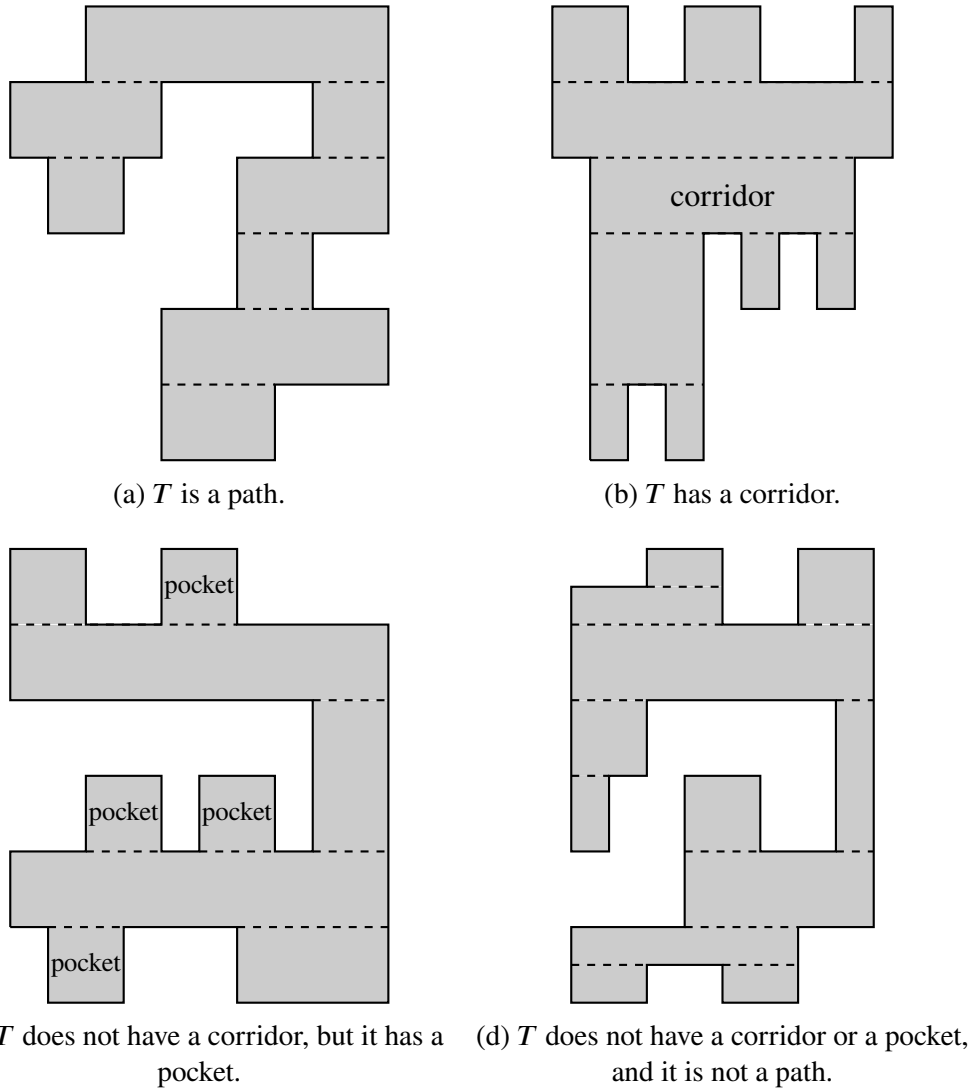 corridor
(a) T is a path.
(b) T has a corridor.
pocket
pocket
pocket
pocket
T does not have a corridor, but it has a
pocket.
(d) T does not have a corridor or a pocket,
and it is not a path.